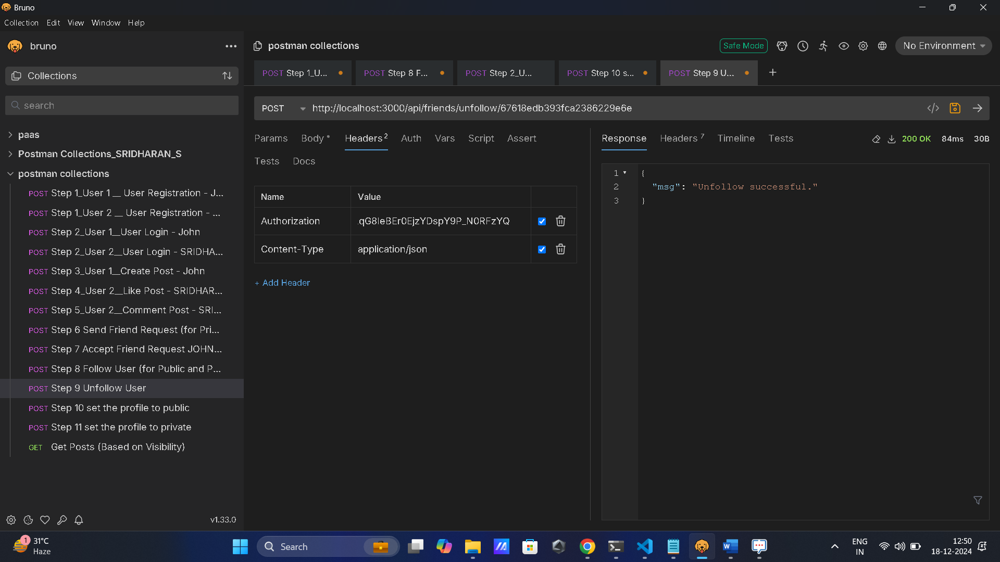 Bruno
Collection Edit View Window Help
bruno
Collections
search
paas
Postman Collections_SRIDHARAN_S
postman collections
POST Step 1_User 1 __ User Registration - J...
POST Step 1_User 2 __ User Registration - ...
POST Step 2_User 1__User Login - John
POST Step 2_User 2__User Login - SRIDHA...
POST Step 3_User 1__Create Post - John
POST Step 4_User 2__Like Post - SRIDHAR...
POST Step 5_User 2__Comment Post - SRI...
POST Step 6 Send Friend Request (for Pri...
POST Step 7 Accept Friend Request JOHN...
POST Step 8 Follow User (for Public and P...
POST Step 9 Unfollow User
POST Step 10 set the profile to public
POST Step 11 set the profile to private
GET Get Posts (Based on Visibility)
v1.33.0
postman collections
Safe Mode
No Environment
POST Step 1_U...
POST Step 8 F...
POST Step 2_U...
POST Step 10 s...
POST Step 9 U...
+
POST http://localhost:3000/api/friends/unfollow/67618edb393fca2386229e6e
Params Body Headers 2 Auth Vars Script Assert
Tests Docs
Name Value
Authorization .qG8IeBEr0EjzYDspY9P_N0RFzYQ
Content-Type application/json
+ Add Header
Response Headers 7 Timeline Tests
200 OK 84ms 30B
1 {
2 "msg": "Unfollow successful."
3 }
1
31°C
Haze
Search
ENG
IN
12:50
18-12-2024